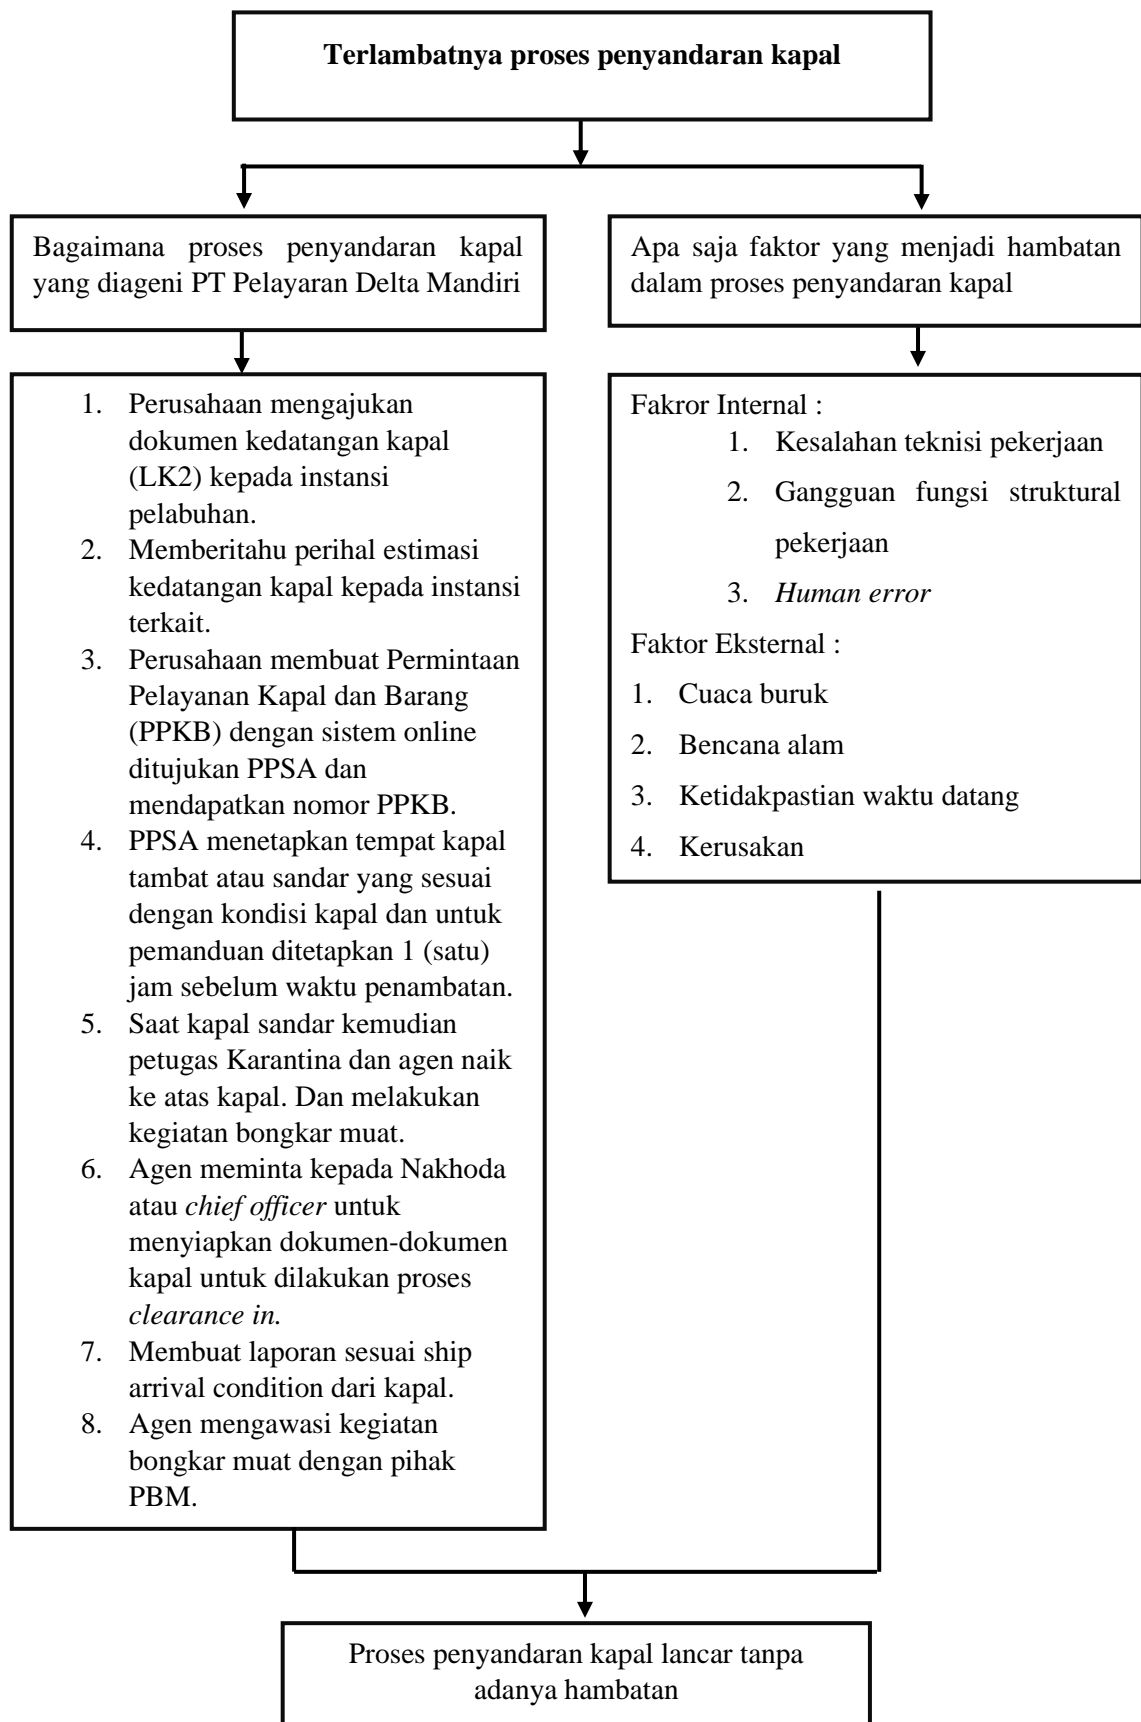 Terlambatnya proses penyandaran kapal
Bagaimana proses penyandaran kapal
yang diageni PT Pelayaran Delta Mandiri
Apa saja faktor yang menjadi hambatan
dalam proses penyandaran kapal
1. Perusahaan mengajukan
dokumen kedatangan kapal
(LK2) kepada instansi
pelabuhan.
2. Memberitahu perihal estimasi
kedatangan kapal kepada instansi
terkait.
3. Perusahaan membuat Permintaan
Pelayanan Kapal dan Barang
(PPKB) dengan sistem online
ditujukan PPSA dan
mendapatkan nomor PPKB.
4. PPSA menetapkan tempat kapal
tambat atau sandar yang sesuai
dengan kondisi kapal dan untuk
pemanduan ditetapkan 1 (satu)
jam sebelum waktu penambatan.
5. Saat kapal sandar kemudian
petugas Karantina dan agen naik
ke atas kapal. Dan melakukan
kegiatan bongkar muat.
6. Agen meminta kepada Nakhoda
atau chief officer untuk
menyiapkan dokumen-dokumen
kapal untuk dilakukan proses
clearance in.
7. Membuat laporan sesuai ship
arrival condition dari kapal.
8. Agen mengawasi kegiatan
bongkar muat dengan pihak
PBM.
Fakror Internal :
1. Kesalahan teknisi pekerjaan
2. Gangguan fungsi struktural
pekerjaan
3. Human error
Faktor Eksternal :
1. Cuaca buruk
2. Bencana alam
3. Ketidakpastian waktu datang
4. Kerusakan
Proses penyandaran kapal lancar tanpa
adanya hambatan